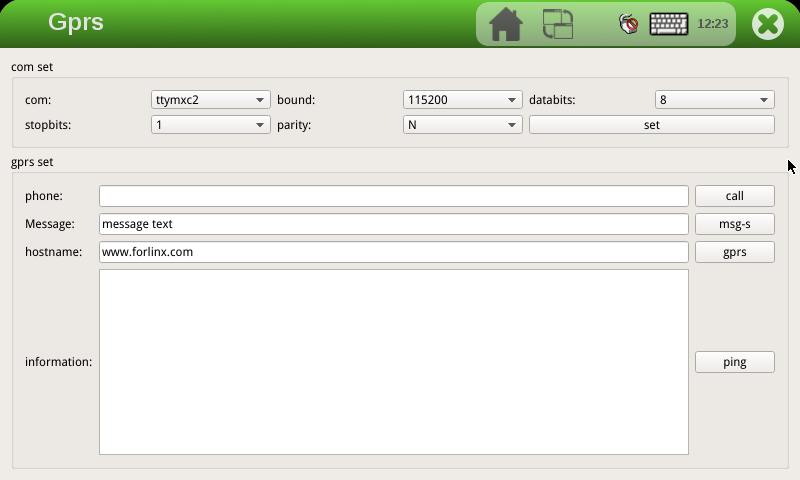 Gprs 12:23
com set
com: ttymxc2 bound: 115200 databits: 8
stopbits: 1 parity: N set
gprs set
phone: call
Message: message text msg-s
hostname: www.forlinx.com gprs
information: ping